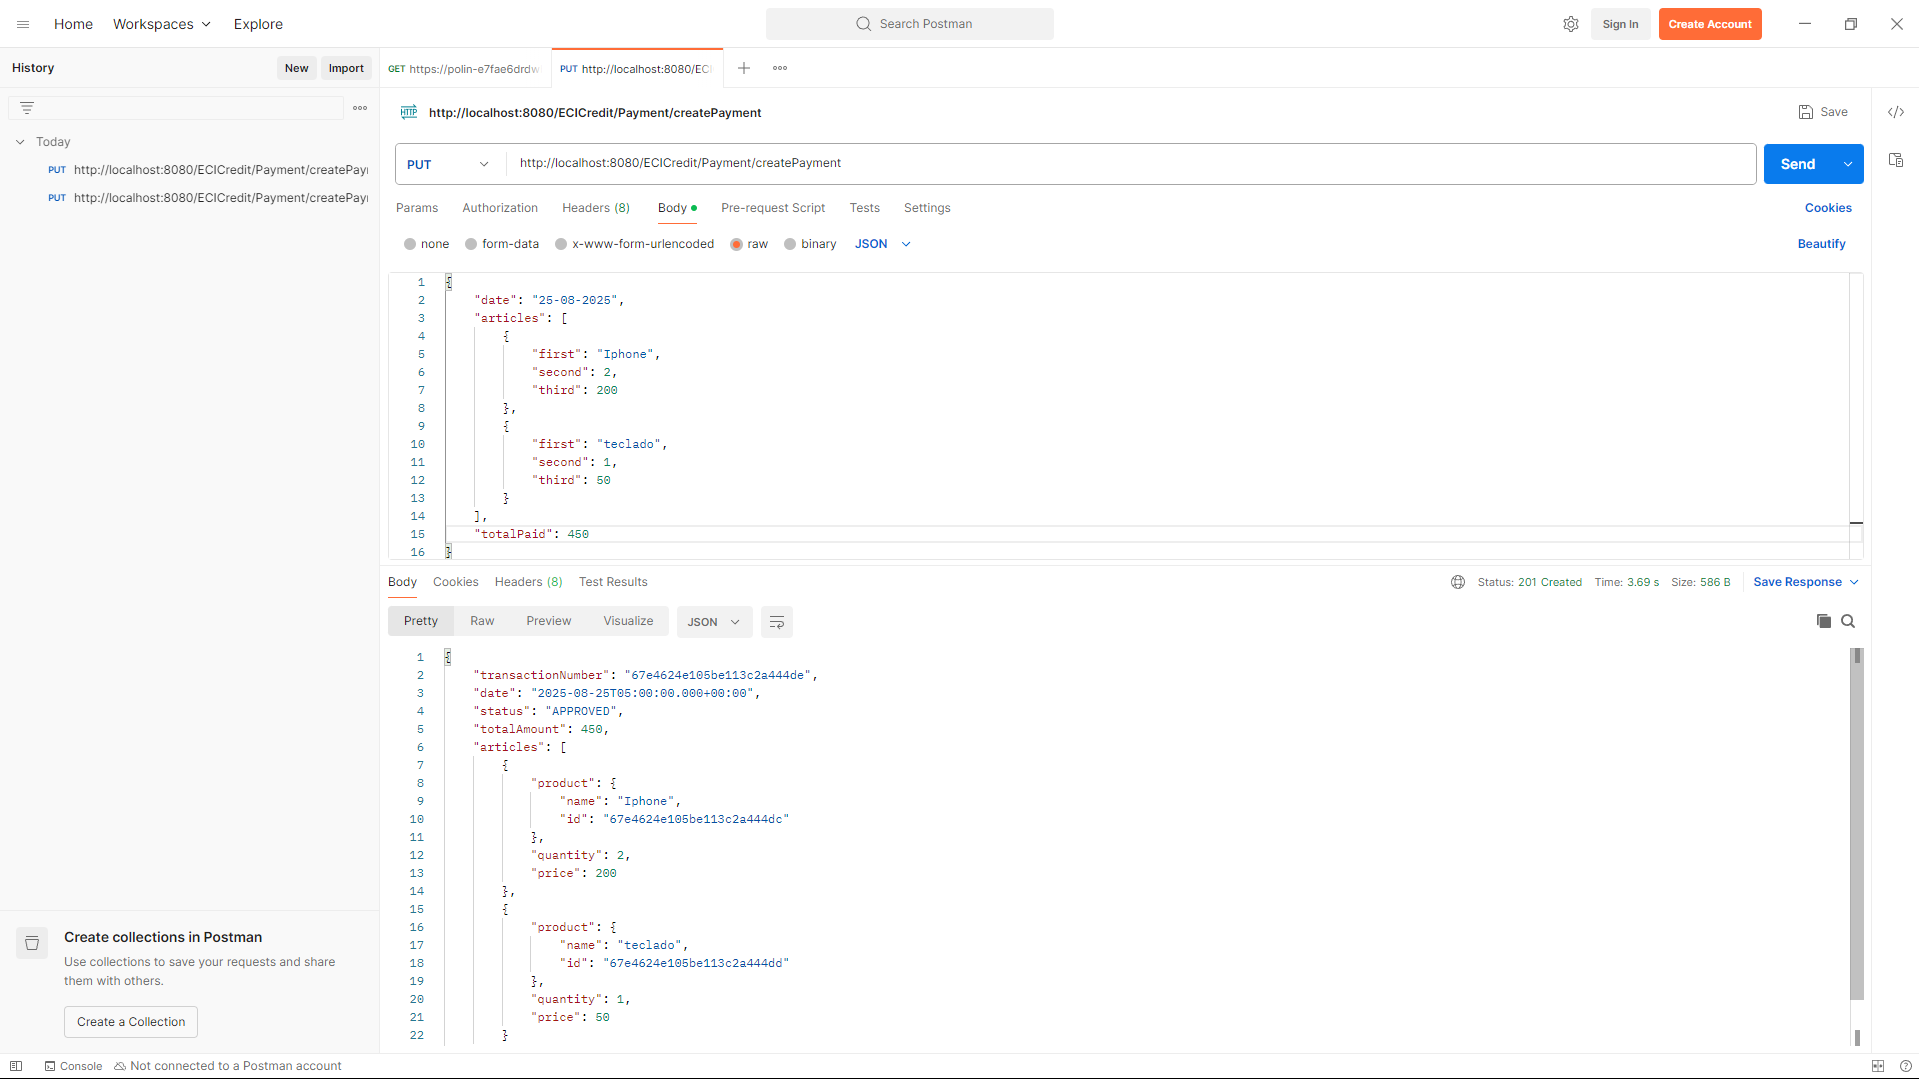 Home Workspaces Explore Search Postman Sign In Create Account
History New Import
GET https://polin-e7fae6drdw PUT http://localhost:8080/ECI
HTTP http://localhost:8080/ECICredit/Payment/createPayment Save
Today
PUT http://localhost:8080/ECICredit/Payment/createPay
PUT http://localhost:8080/ECICredit/Payment/createPay
PUT http://localhost:8080/ECICredit/Payment/createPayment Send
Params Authorization Headers (8) Body Pre-request Script Tests Settings Cookies
none form-data x-www-form-urlencoded raw binary JSON Beautify
1 {
2 "date": "25-08-2025",
3 "articles": [
4 {
5 "first": "Iphone",
6 "second": 2,
7 "third": 200
8 },
9 {
10 "first": "teclado",
11 "second": 1,
12 "third": 50
13 }
14 ],
15 "totalPaid": 450
16 }
Body Cookies Headers (8) Test Results Status: 201 Created Time: 3.69 s Size: 586 B Save Response
Pretty Raw Preview Visualize JSON
1 {
2 "transactionNumber": "67e4624e105be113c2a444de",
3 "date": "2025-08-25T05:00:00.000+00:00",
4 "status": "APPROVED",
5 "totalAmount": 450,
6 "articles": [
7 {
8 "product": {
9 "name": "Iphone",
10 "id": "67e4624e105be113c2a444dc"
11 },
12 "quantity": 2,
13 "price": 200
14 },
15 {
16 "product": {
17 "name": "teclado",
18 "id": "67e4624e105be113c2a444dd"
19 },
20 "quantity": 1,
21 "price": 50
22 }
Create collections in Postman
Use collections to save your requests and share
them with others.
Create a Collection
Console Not connected to a Postman account